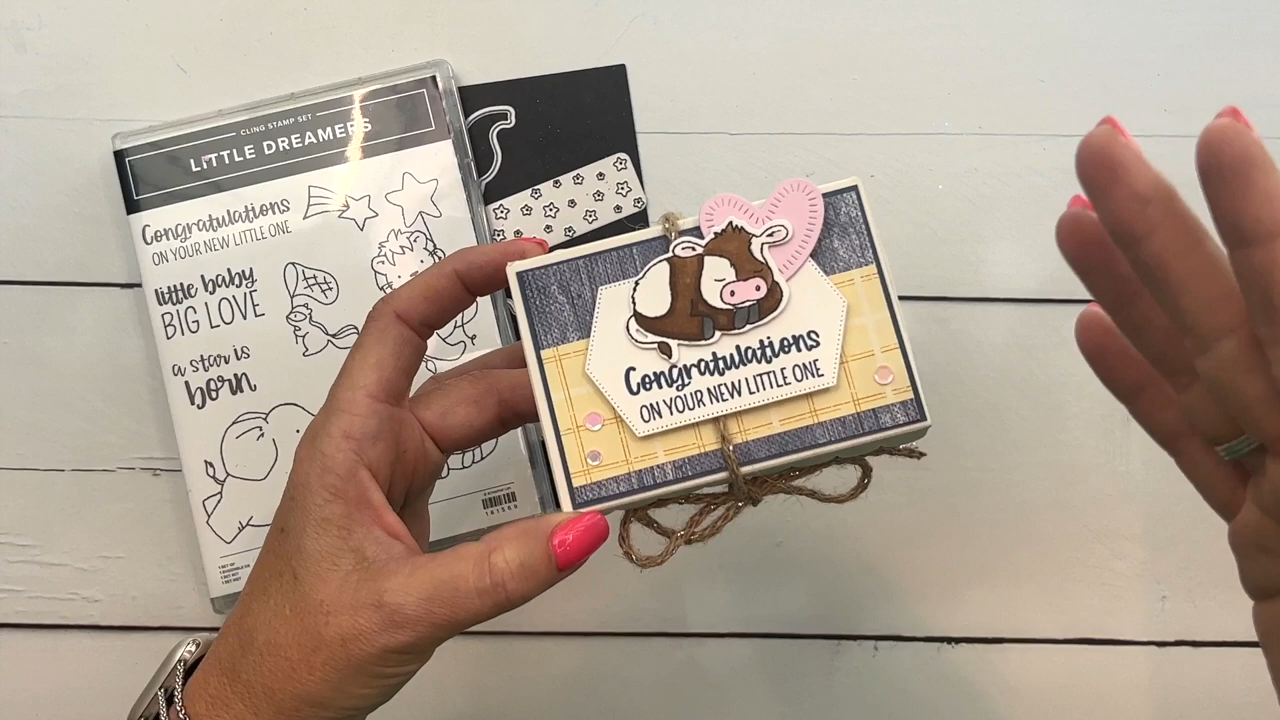 CLING STAMP SET
LITTLE DREAMERS
Congratulations
ON YOUR NEW LITTLE ONE
little baby
BIG LOVE
a star is
born
Congratulations
ON YOUR NEW LITTLE ONE
161569